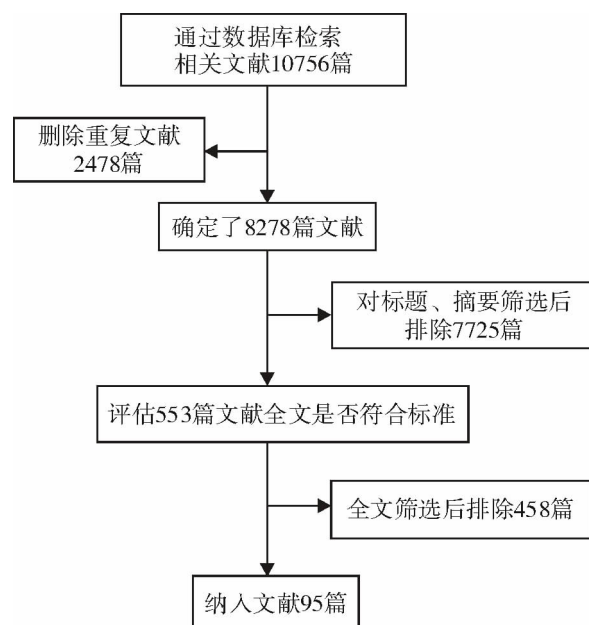 通过数据库检索
相关文献10756篇
删除重复文献
2478篇
确定了8278篇文献
对标题、摘要筛选后
排除7725篇
评估553篇文献全文是否符合标准
全文筛选后排除458篇
纳入文献95篇